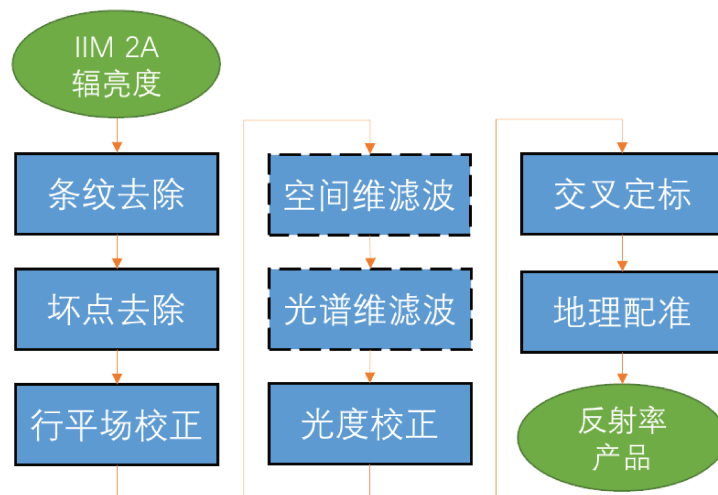 IIM 2A
辐亮度
条纹去除
坏点去除
行平场校正
空间维滤波
光谱维滤波
光度校正
交叉定标
地理配准
反射率
产品